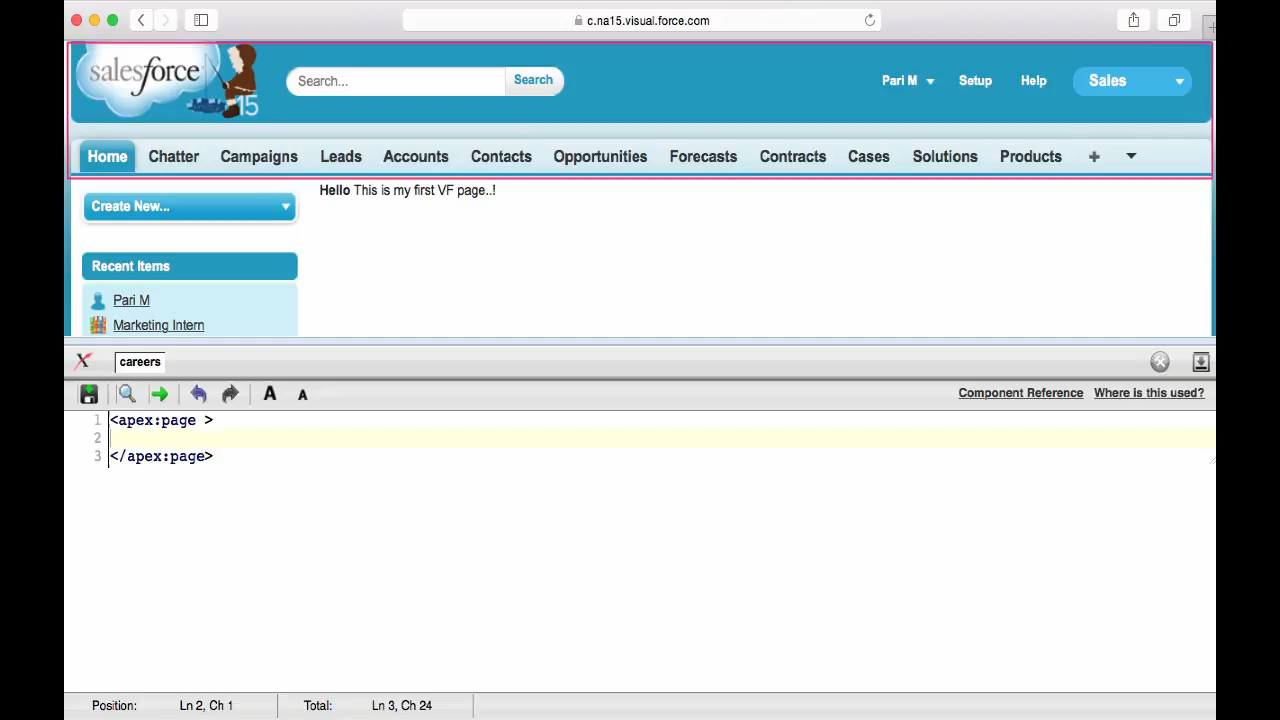 c.na15.visual.force.com
salesforce
15
Search...
Search
Pari M
Setup
Help
Sales
Home
Chatter
Campaigns
Leads
Accounts
Contacts
Opportunities
Forecasts
Contracts
Cases
Solutions
Products
Create New...
Hello This is my first VF page..!
Recent Items
Pari M
Marketing Intern
careers
A
A
Component Reference
Where is this used?
1 <apex:page >
2
3 </apex:page>
Position:
Ln 2, Ch 1
Total:
Ln 3, Ch 24